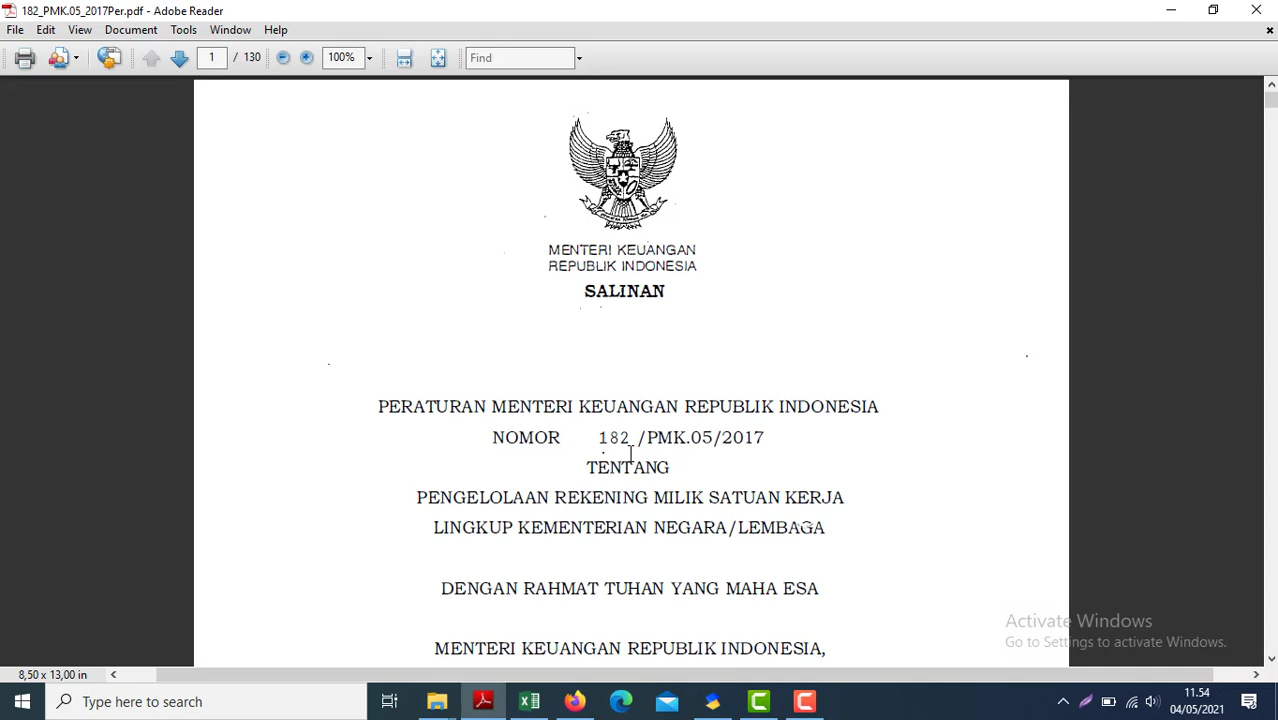 182_PMK.05_2017Per.pdf - Adobe Reader
File Edit View Document Tools Window Help
1 / 130 100% Find
MENTERI KEUANGAN
REPUBLIK INDONESIA
SALINAN
PERATURAN MENTERI KEUANGAN REPUBLIK INDONESIA
NOMOR 182 /PMK.05/2017
TENTANG
PENGELOLAAN REKENING MILIK SATUAN KERJA
LINGKUP KEMENTERIAN NEGARA/LEMBAGA
DENGAN RAHMAT TUHAN YANG MAHA ESA
MENTERI KEUANGAN REPUBLIK INDONESIA,
Activate Windows
Go to Settings to activate Windows.
8,50 x 13,00 in
Type here to search
11.54
04/05/2021